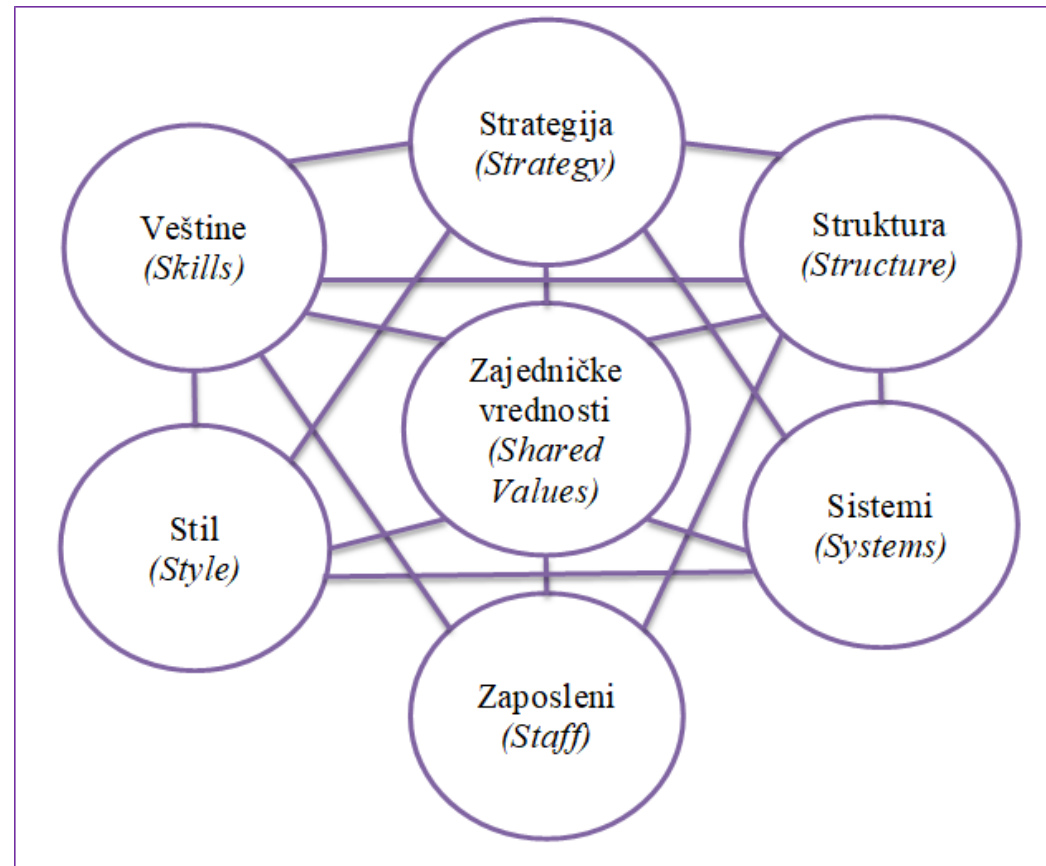 Strategija
(Strategy)
Veštine
(Skills)
Struktura
(Structure)
Zajedničke
vrednosti
(Shared
Values)
Stil
(Style)
Sistemi
(Systems)
Zaposleni
(Staff)